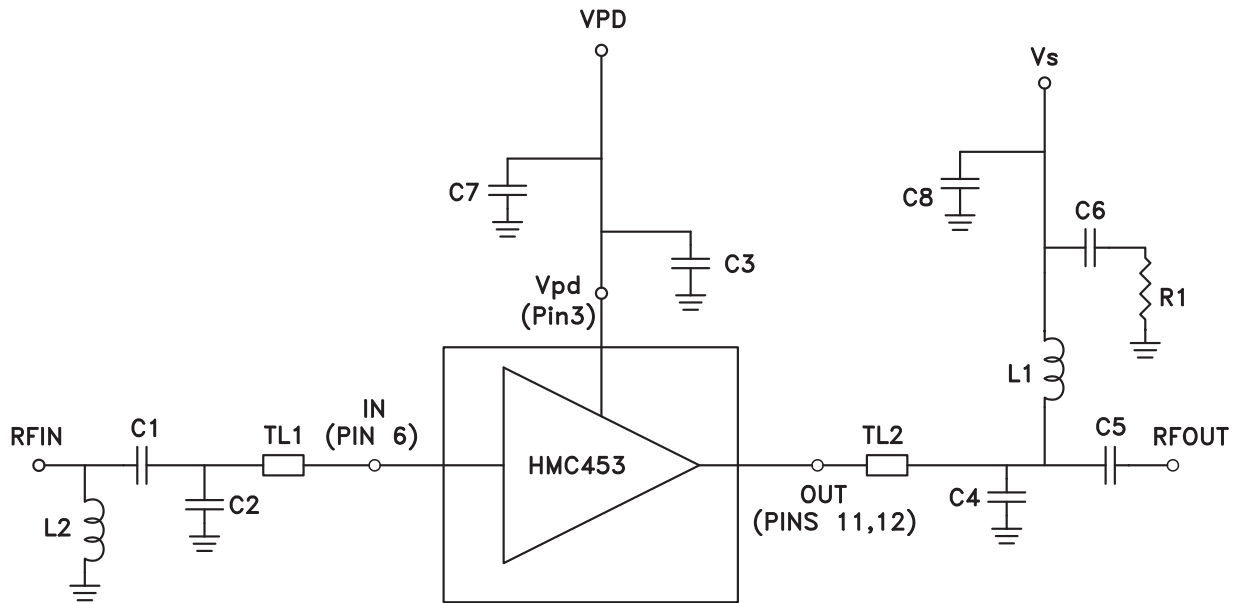 VPD
Vs
C7
C8
C6
C3
Vpd
(Pin3)
R1
L1
IN
(PIN 6)
RFIN
C1
TL1
TL2
C5
RFOUT
HMC453
L2
C2
OUT
(PINS 11,12)
C4